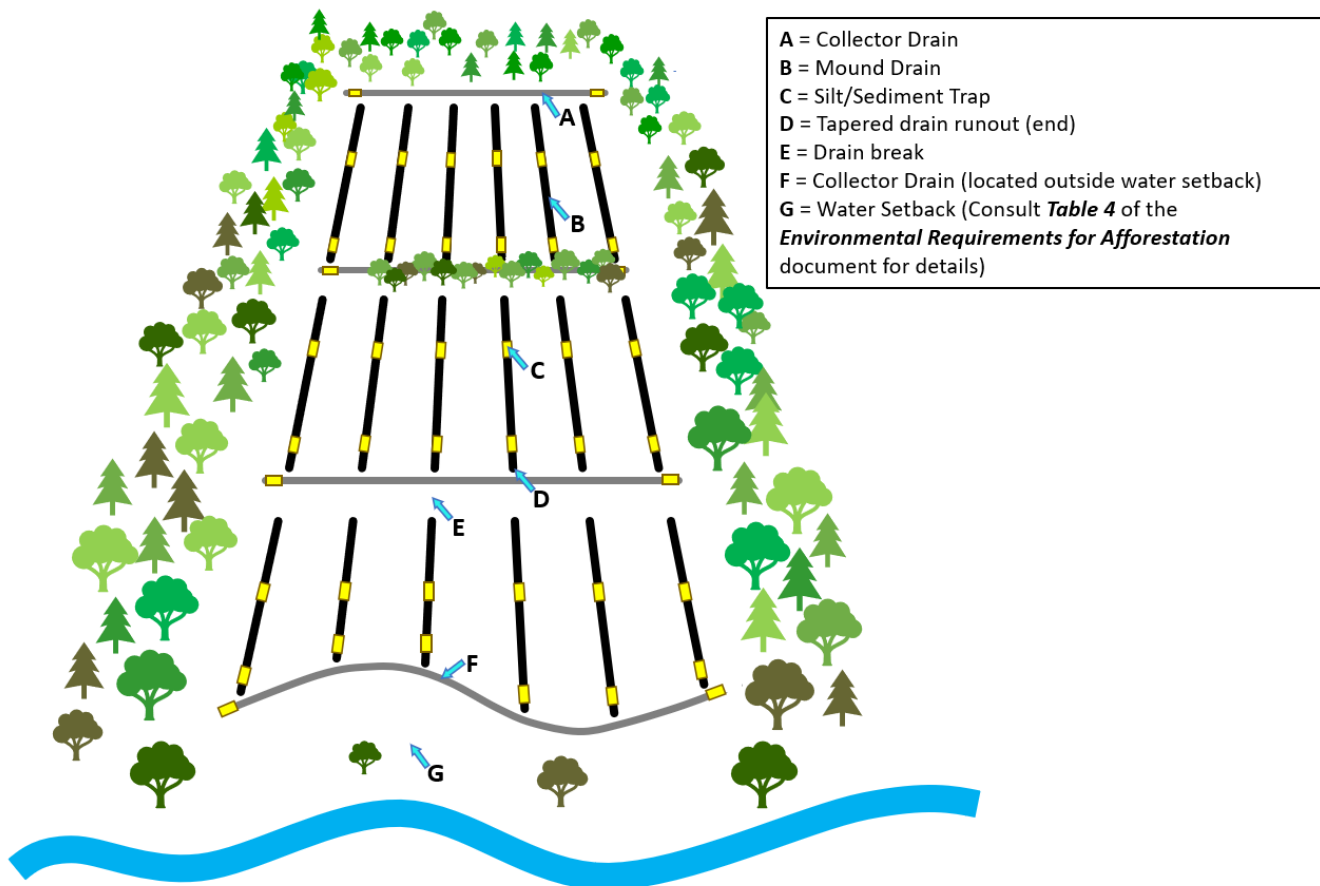 A = Collector Drain
B = Mound Drain
C = Silt/Sediment Trap
D = Tapered drain runout (end)
E = Drain break
F = Collector Drain (located outside water setback)
G = Water Setback (Consult Table 4 of the
Environmental Requirements for Afforestation
document for details)
A
B
C
D
E
F
G